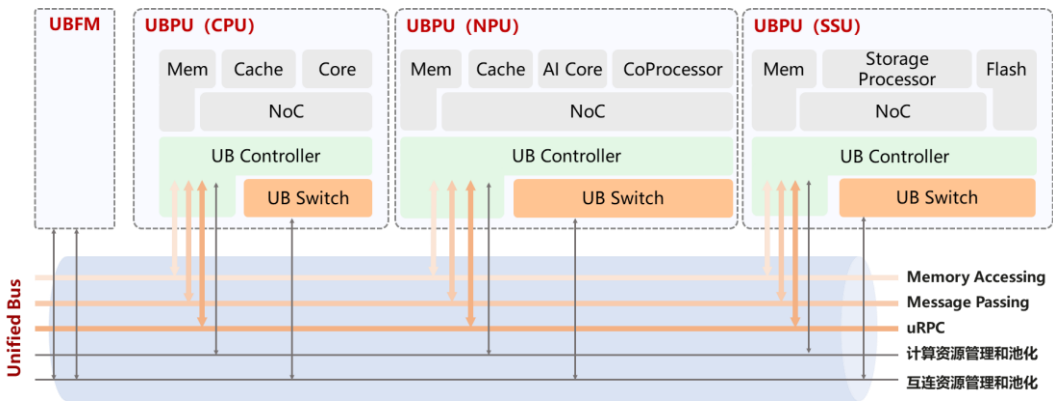 UBFM
UBPU（CPU）
UBPU（NPU）
UBPU（SSU）
Mem
Cache
Core
NoC
UB Controller
UB Switch
Mem
Cache
AI Core
CoProcessor
NoC
UB Controller
UB Switch
Mem
Storage
Processor
Flash
NoC
UB Controller
UB Switch
Unified Bus
Memory Accessing
Message Passing
uRPC
计算资源管理和池化
互连资源管理和池化